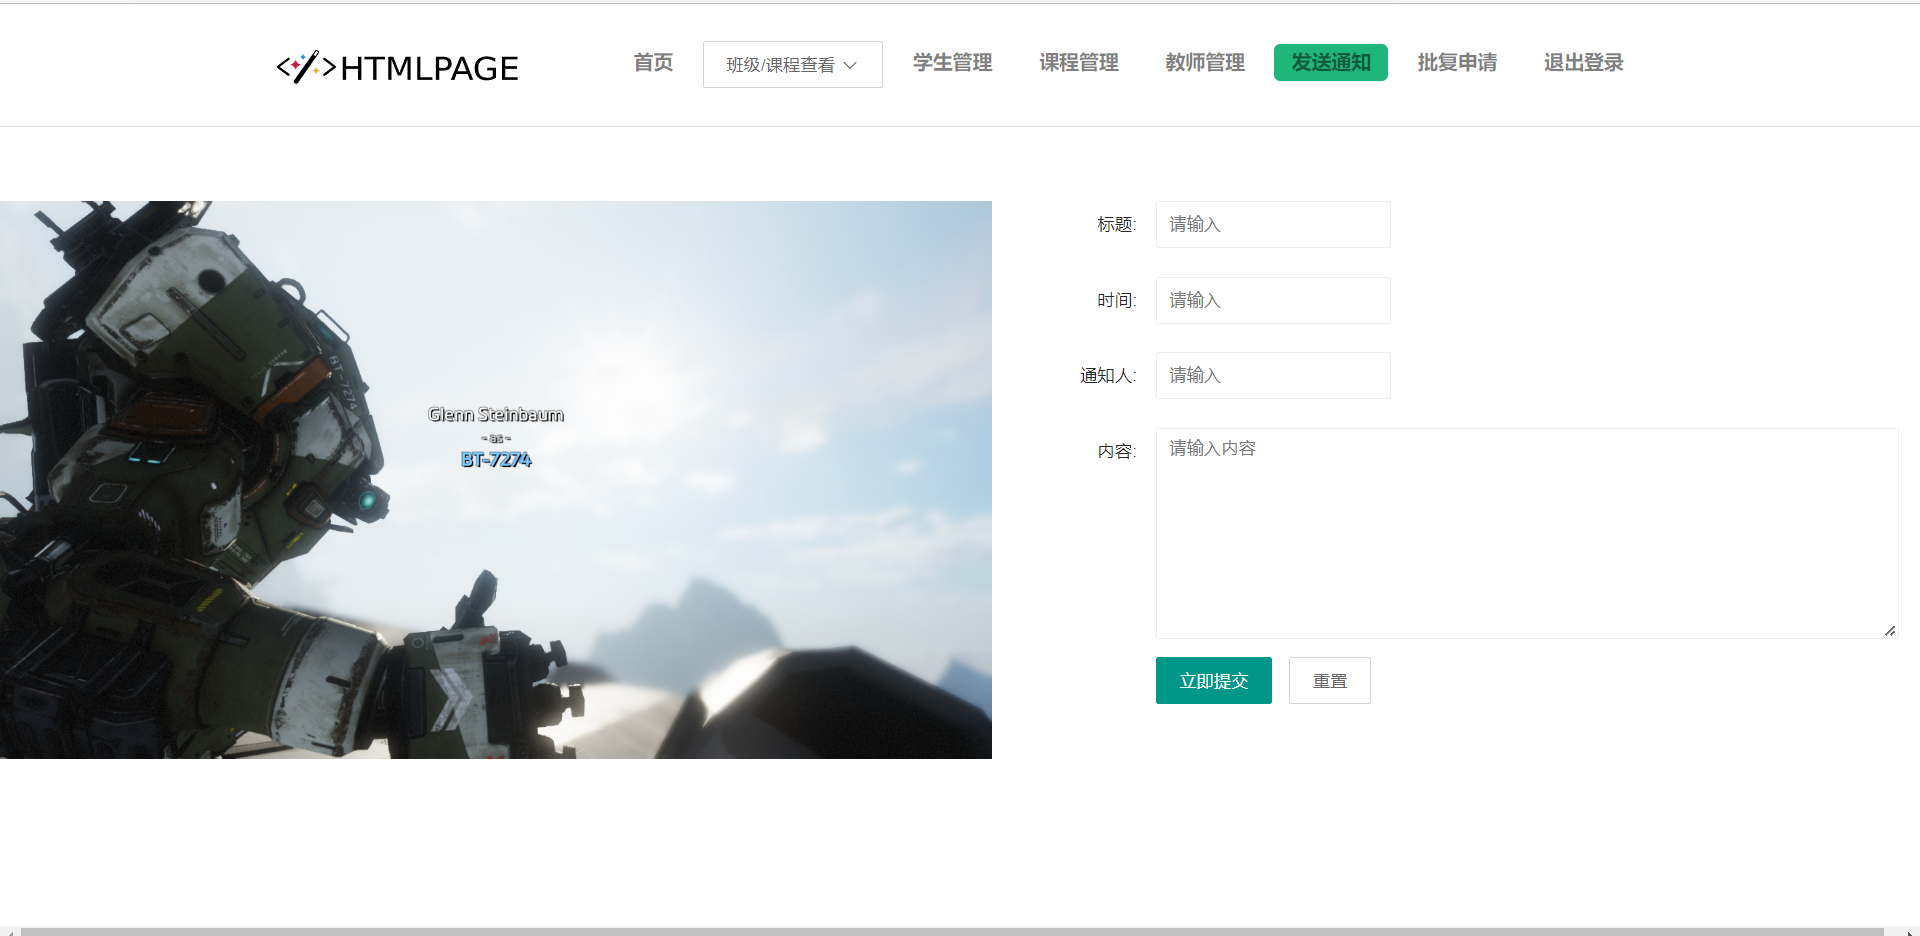 HTMLPAGE
首页
班级/课程查看
学生管理
课程管理
教师管理
发送通知
批复申请
退出登录
BT-7274
Glenn Steinbaum
- as -
BT-7274
标题:
请输入
时间:
请输入
通知人:
请输入
内容:
请输入内容
立即提交
重置